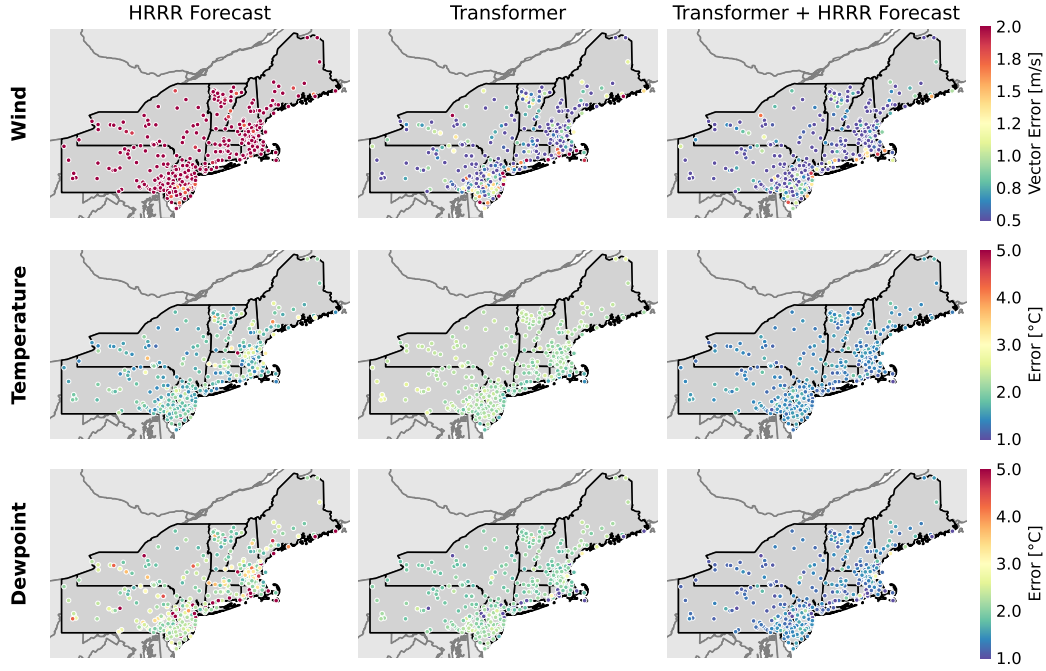 HRRR Forecast
Transformer
Transformer + HRRR Forecast
Wind
2.0
1.8
1.5
1.2
1.0
0.8
0.5
Vector Error [m/s]
Temperature
5.0
4.0
3.0
2.0
1.0
Error [°C]
Dewpoint
5.0
4.0
3.0
2.0
1.0
Error [°C]